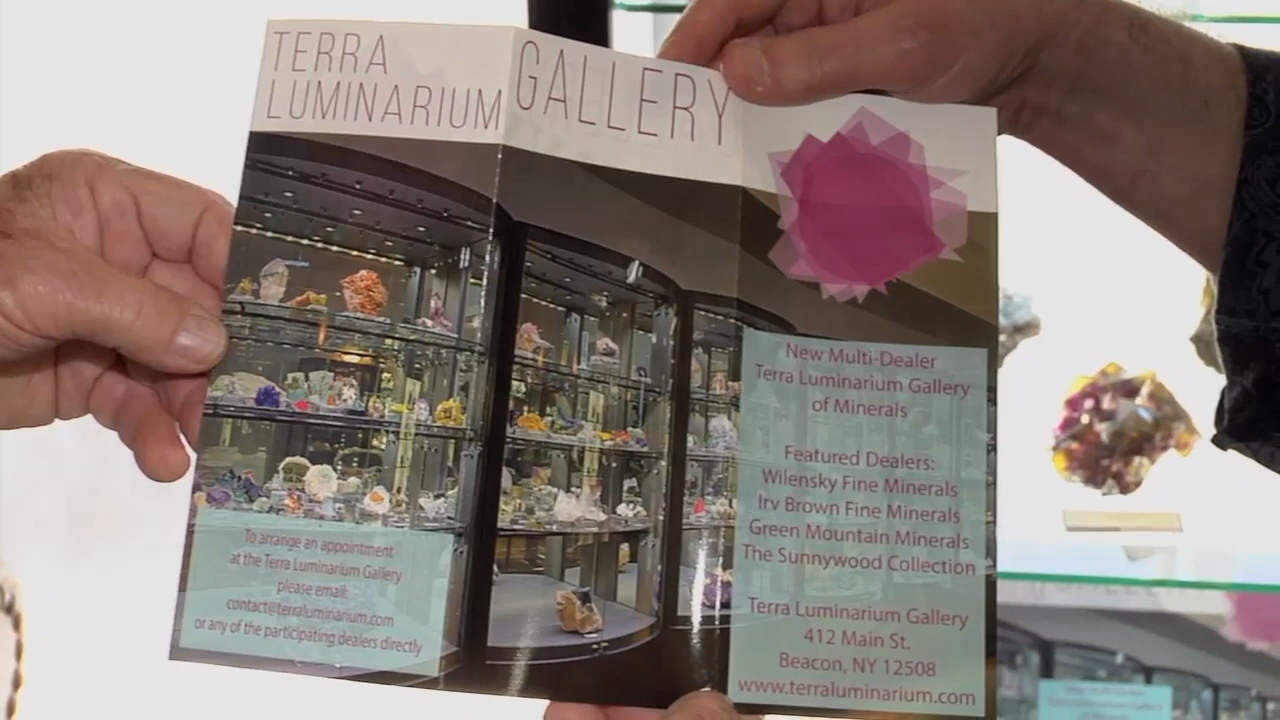 TERRA
LUMINARIUM
GALLERY
To arrange an appointment
at the Terra Luminarium Gallery
please email:
contact@terraluminarium.com
or any of the participating dealers directly
New Multi-Dealer
Terra Luminarium Gallery
of Minerals
Featured Dealers:
Wilensky Fine Minerals
Irv Brown Fine Minerals
Green Mountain Minerals
The Sunnywood Collection
Terra Luminarium Gallery
412 Main St.
Beacon, NY 12508
www.terraluminarium.com